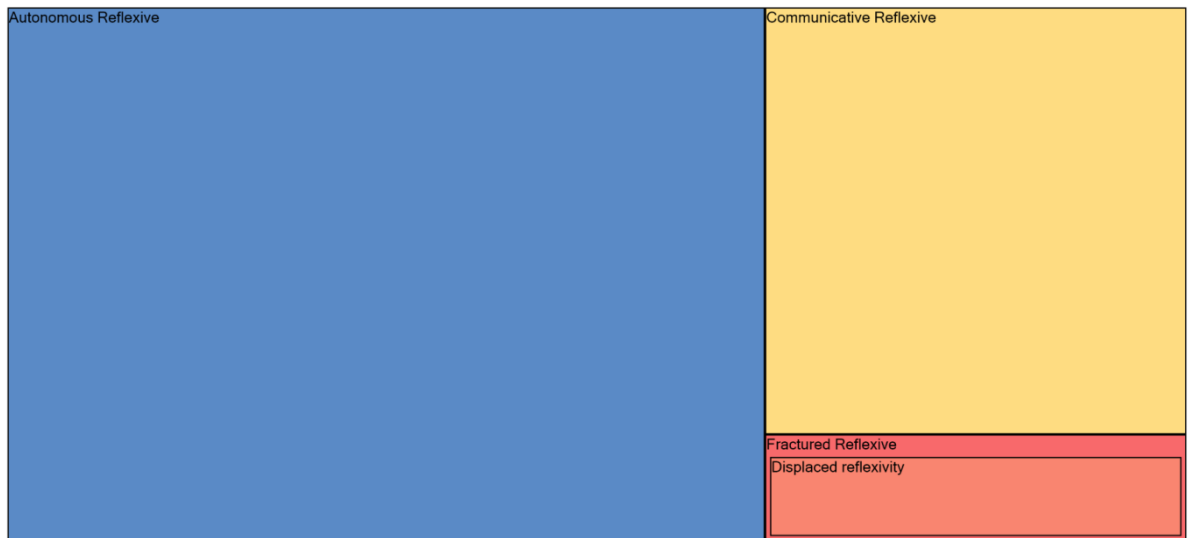 Autonomous Reflexive
Communicative Reflexive
Fractured Reflexive
Displaced reflexivity